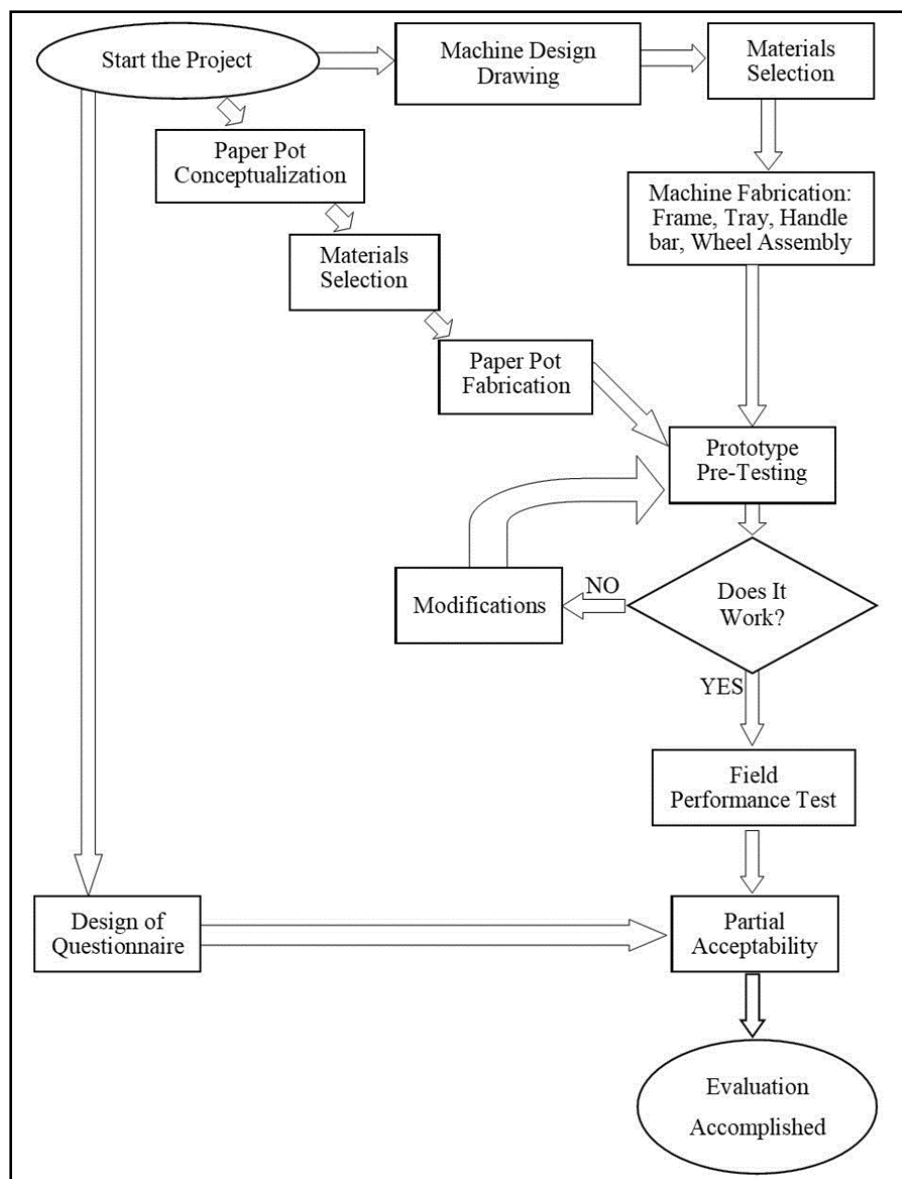 Start the Project
Machine Design
Drawing
Materials
Selection
Paper Pot
Conceptualization
Machine Fabrication:
Frame, Tray, Handle
bar, Wheel Assembly
Materials
Selection
Paper Pot
Fabrication
Prototype
Pre-Testing
Modifications
NO
Does It
Work?
YES
Field
Performance Test
Design of
Questionnaire
Partial
Acceptability
Evaluation
Accomplished